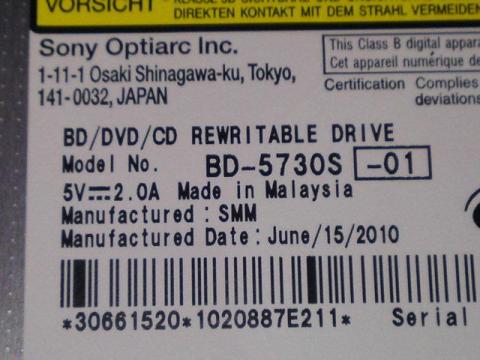 VORSICHT
DIREKTEN KONTAKT MIT DEM STRAHL VERMEIDEN
Sony Optiarc Inc.
1-11-1 Osaki Shinagawa-ku, Tokyo,
141-0032, JAPAN
This Class B digital appara
Cet appareil numérique de
Certification Complies
deviations
BD/DVD/CD REWRITABLE DRIVE
Model No. BD-5730S -01
5V⎓2.0A Made in Malaysia
Manufactured : SMM
Manufactured Date: June/15/2010
*30661520*1020887E211* Serial